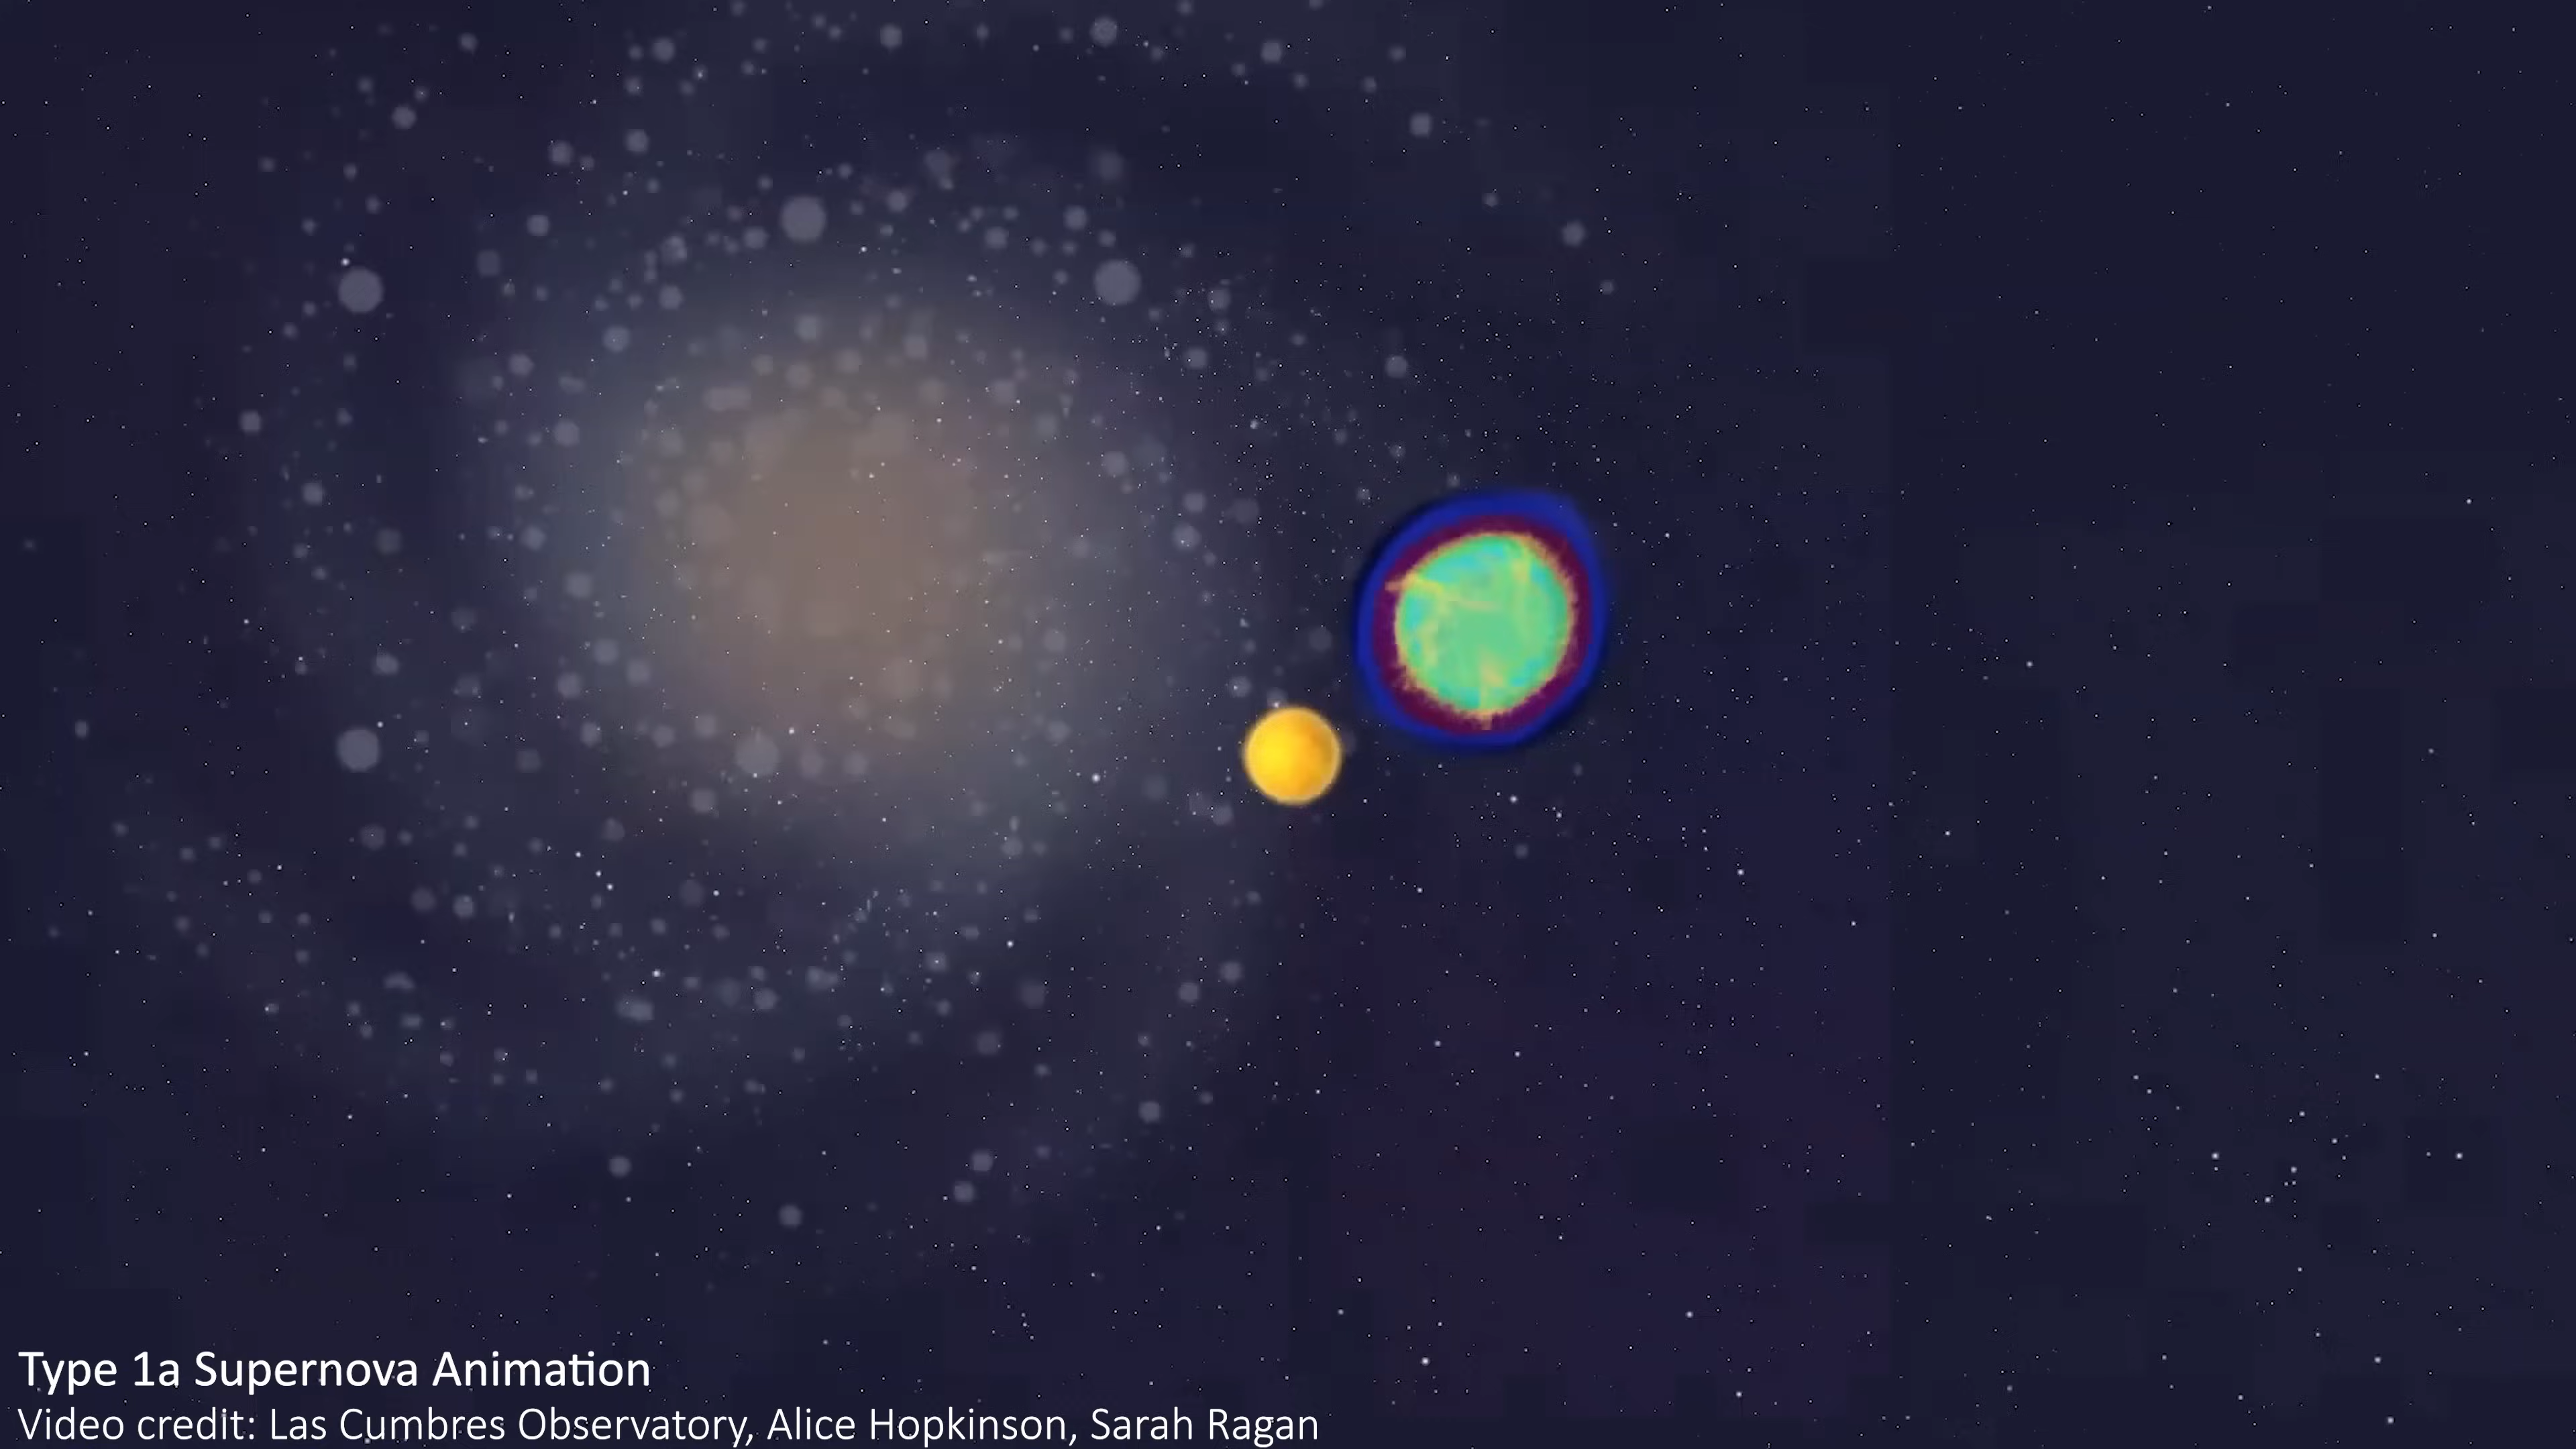 Type 1a Supernova Animation
Video credit: Las Cumbres Observatory, Alice Hopkinson, Sarah Ragan